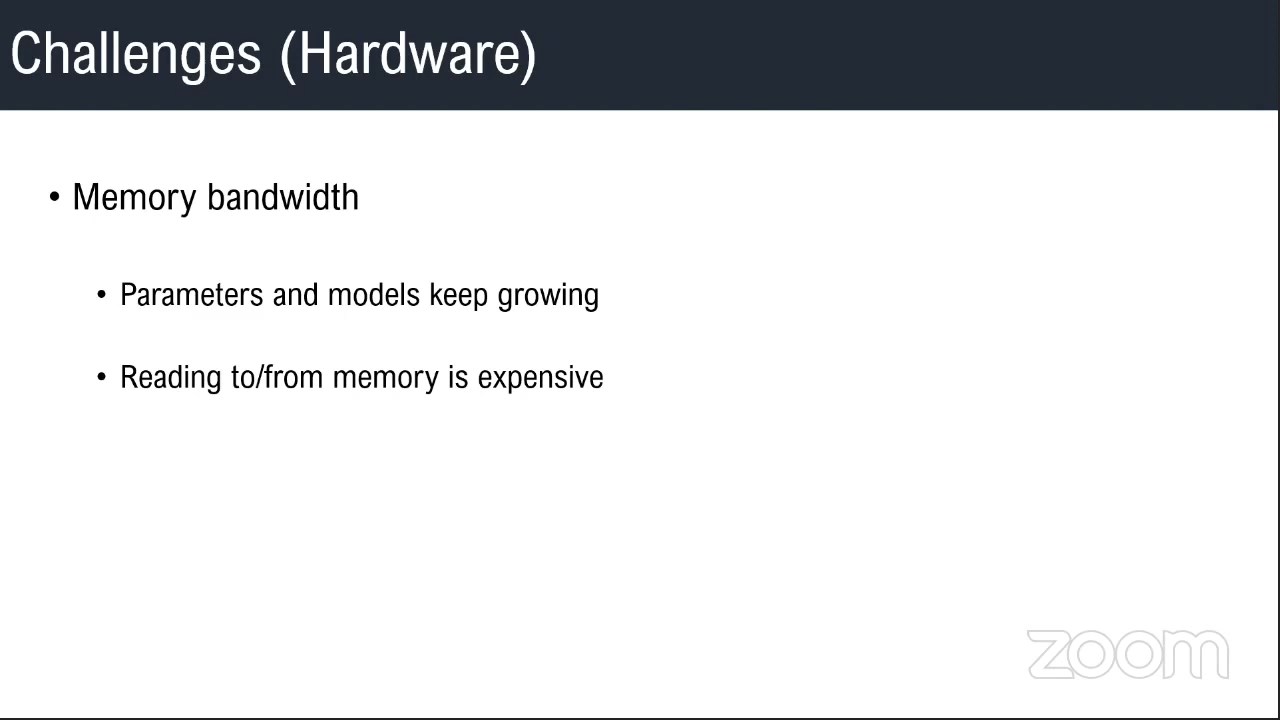 Challenges (Hardware)
• Memory bandwidth
• Parameters and models keep growing
• Reading to/from memory is expensive
zoom